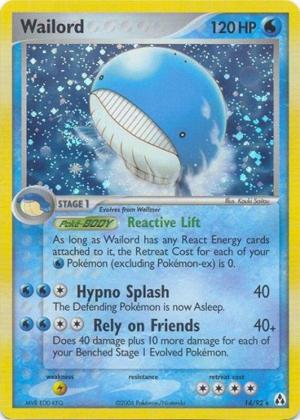 Wailord 120 HP
Illus. Kouki Saitou
STAGE 1
Evolves from Wailmer
Poké-BODY Reactive Lift
As long as Wailord has any React Energy cards
attached to it, the Retreat Cost for each of your
Pokémon (excluding Pokémon-ex) is 0.
Hypno Splash 40
The Defending Pokémon is now Asleep.
Rely on Friends 40+
Does 40 damage plus 10 more damage for each of
your Benched Stage 1 Evolved Pokémon.
weakness resistance retreat cost
©2006 Pokémon/Nintendo
14/92